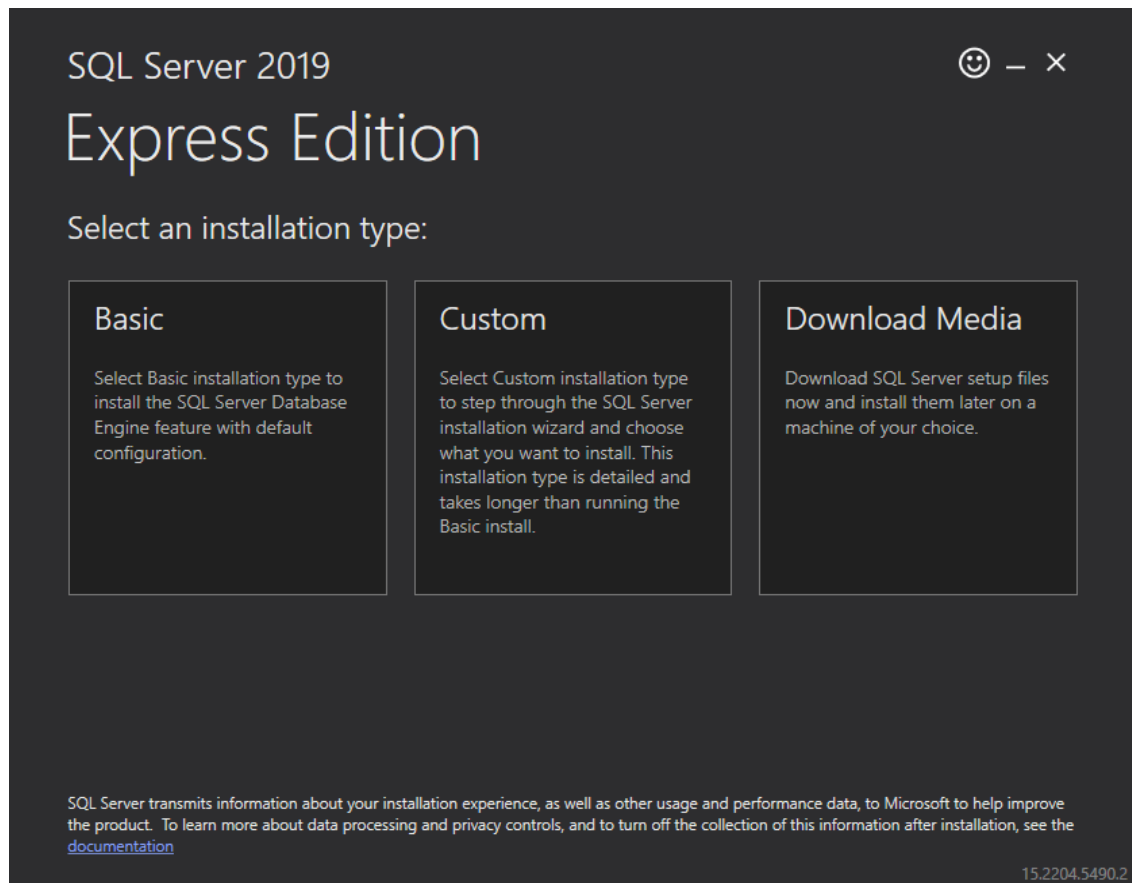 SQL Server 2019
Express Edition
Select an installation type:
Basic
Select Basic installation type to
install the SQL Server Database
Engine feature with default
configuration.
Custom
Select Custom installation type
to step through the SQL Server
installation wizard and choose
what you want to install. This
installation type is detailed and
takes longer than running the
Basic install.
Download Media
Download SQL Server setup files
now and install them later on a
machine of your choice.
SQL Server transmits information about your installation experience, as well as other usage and performance data, to Microsoft to help improve
the product.  To learn more about data processing and privacy controls, and to turn off the collection of this information after installation, see the
documentation
15.2204.5490.2